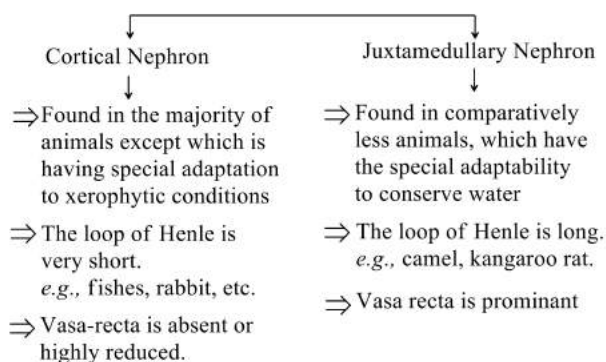 Cortical Nephron
⇒ Found in the majority of
animals except which is
having special adaptation
to xerophytic conditions
⇒ The loop of Henle is
very short.
e.g., fishes, rabbit, etc.
⇒ Vasa-recta is absent or
highly reduced.
Juxtamedullary Nephron
⇒ Found in comparatively
less animals, which have
the special adaptability
to conserve water
⇒ The loop of Henle is long.
e.g., camel, kangaroo rat.
⇒ Vasa recta is prominant